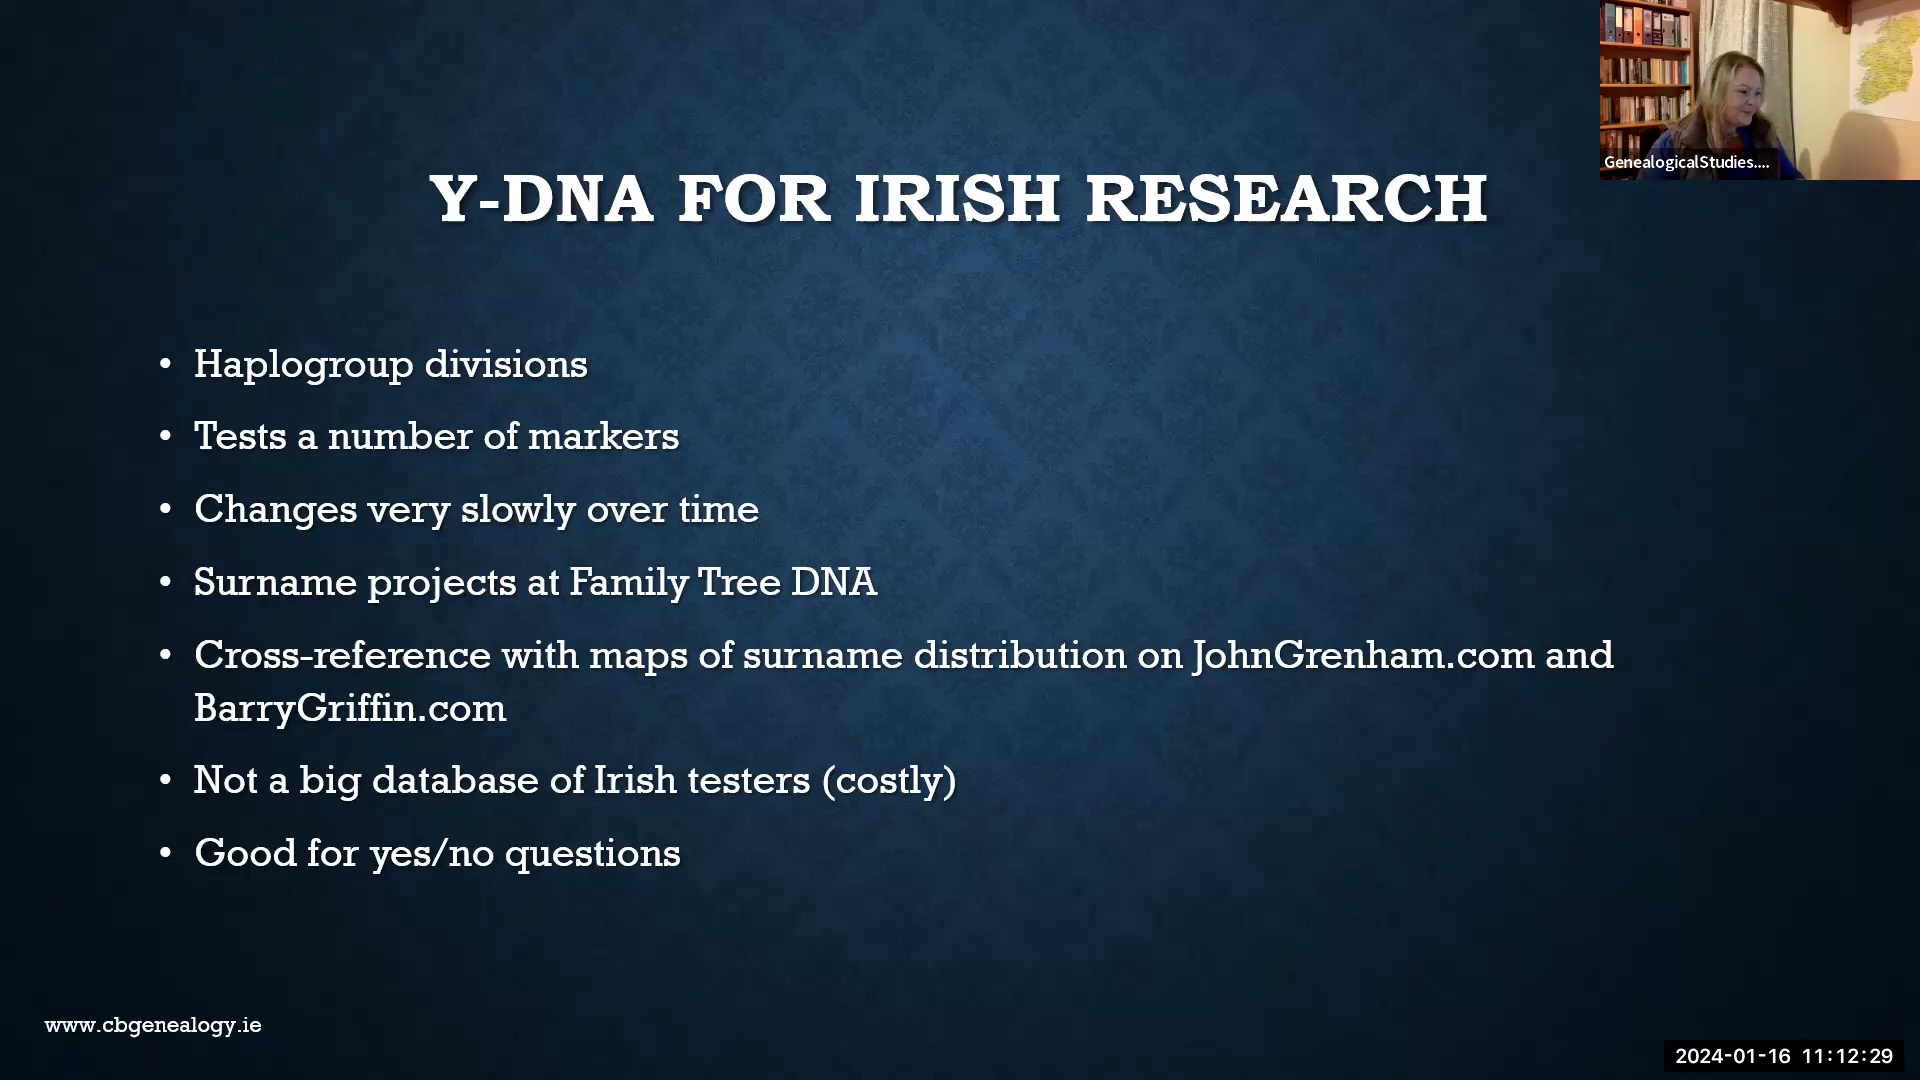 GenealogicalStudies....
Y-DNA FOR IRISH RESEARCH
• Haplogroup divisions
• Tests a number of markers
• Changes very slowly over time
• Surname projects at Family Tree DNA
• Cross-reference with maps of surname distribution on JohnGrenham.com and
BarryGriffin.com
• Not a big database of Irish testers (costly)
• Good for yes/no questions
www.cbgenealogy.ie
2024-01-16 11:12:29